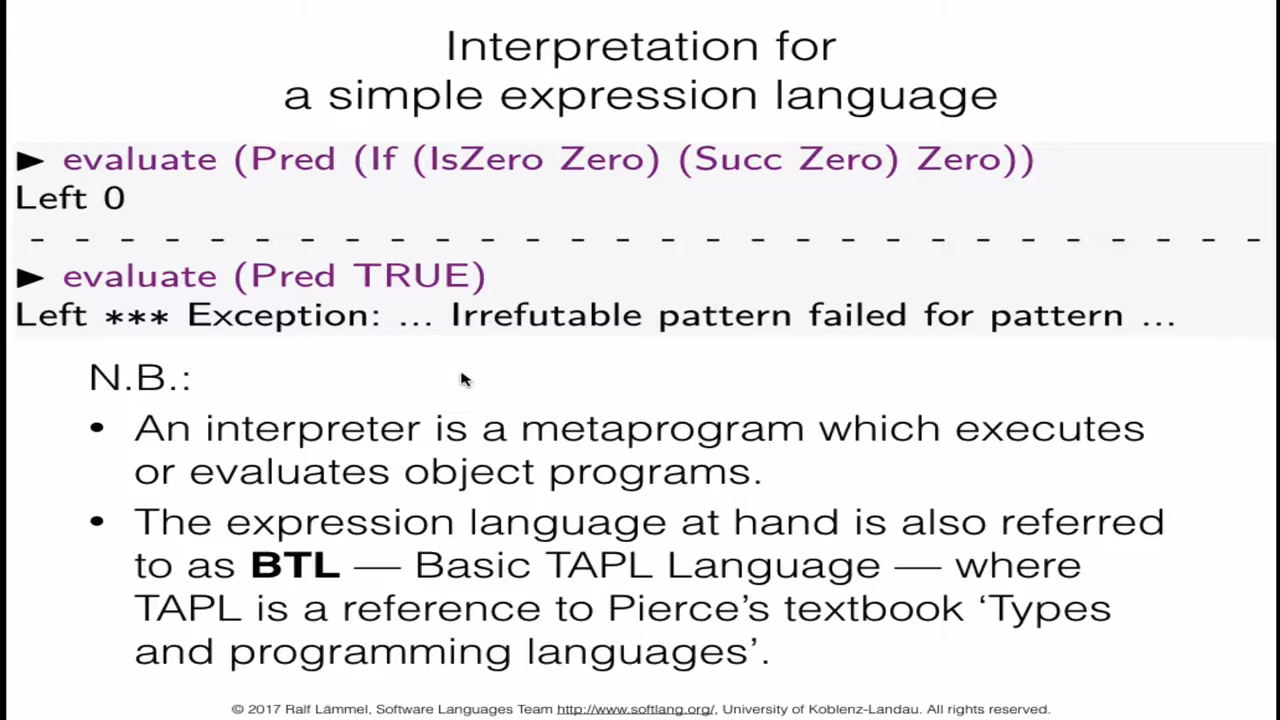 Interpretation for
a simple expression language
► evaluate (Pred (If (IsZero Zero) (Succ Zero) Zero))
Left 0
- - - - - - - - - - - - - - - - - - - - - - - - - - - -
► evaluate (Pred TRUE)
Left *** Exception: ... Irrefutable pattern failed for pattern ...
N.B.:
• An interpreter is a metaprogram which executes
or evaluates object programs.
• The expression language at hand is also referred
to as BTL — Basic TAPL Language — where
TAPL is a reference to Pierce’s textbook ‘Types
and programming languages’.
© 2017 Ralf Lämmel, Software Languages Team http://www.softlang.org/, University of Koblenz-Landau. All rights reserved.